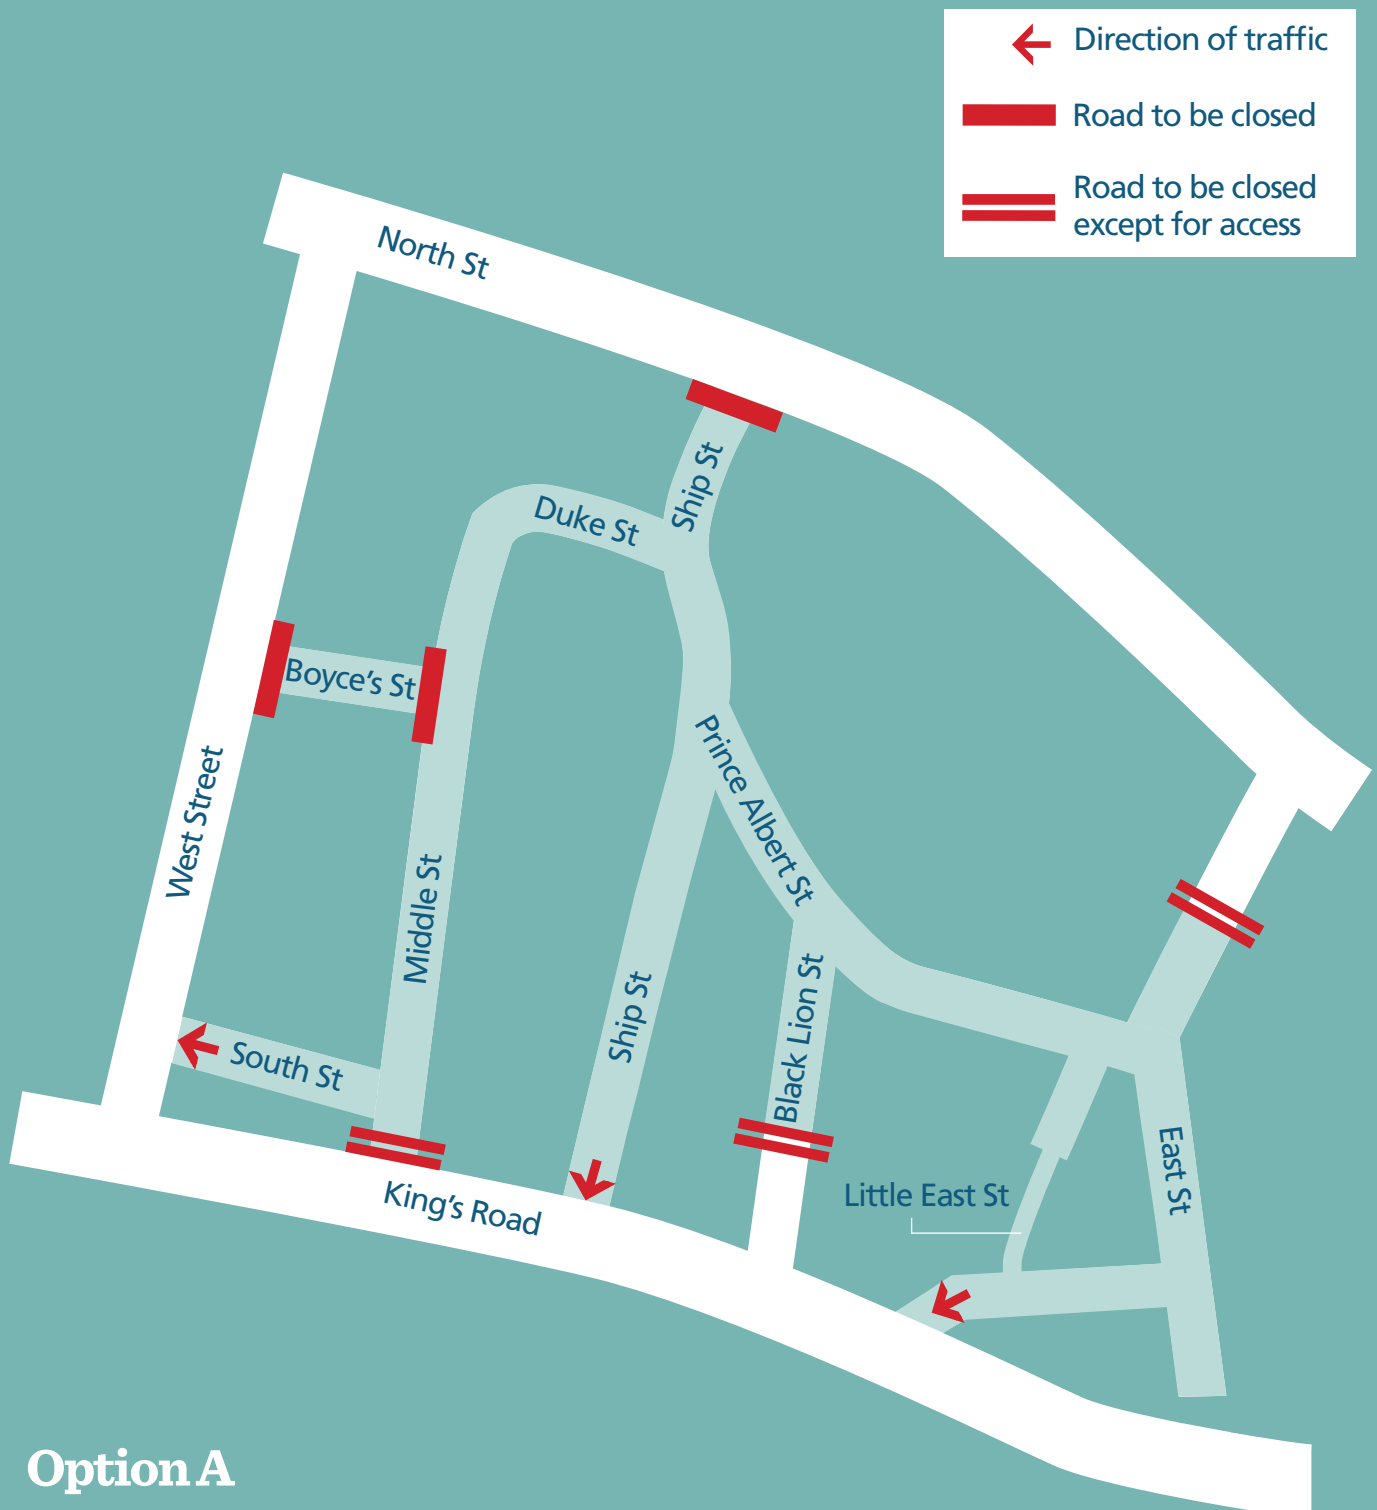 Direction of traffic
Road to be closed
Road to be closed
except for access
North St
Ship St
Duke St
Boyce's St
Prince Albert St
West Street
Middle St
Ship St
Black Lion St
South St
East St
Little East St
King's Road
Option A